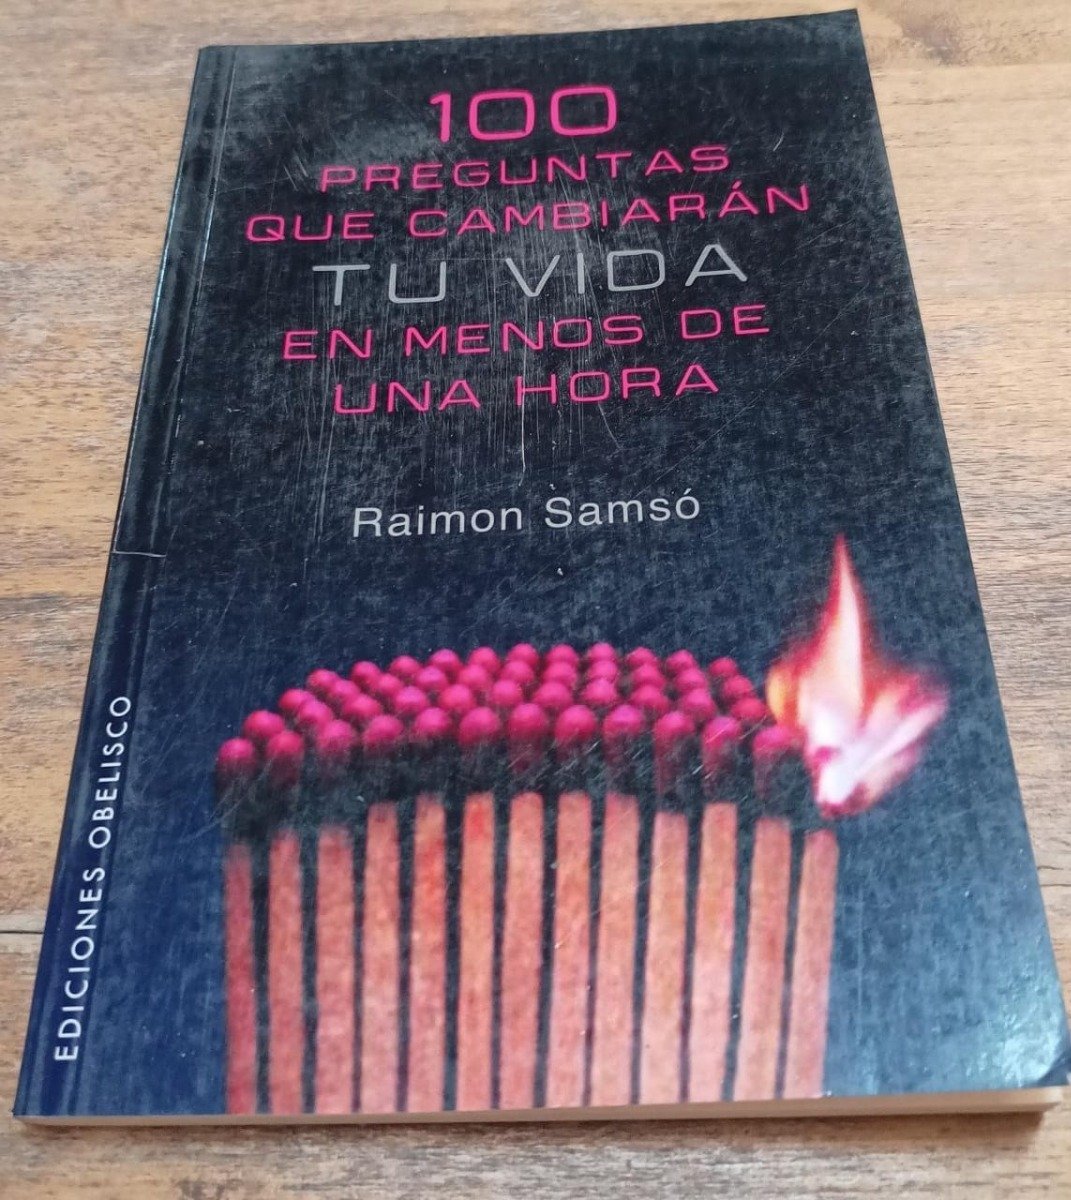 100
PREGUNTAS
QUE CAMBIARÁN
TU VIDA
EN MENOS DE
UNA HORA
Raimon Samsó
EDICIONES OBELISCO